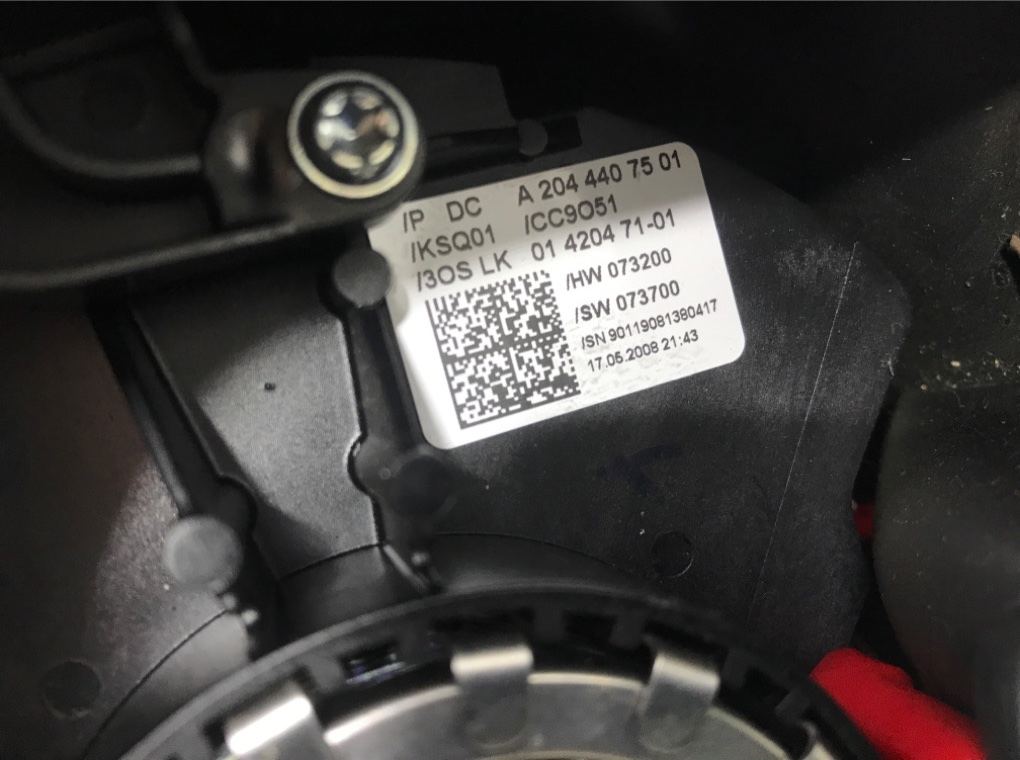 /P DC A 204 440 75 01
/KSQ01 /CC9O51
/3OS LK 01 4204 71-01
/HW 073200
/SW 073700
/SN 90119081380417
17.05.2008 21:43